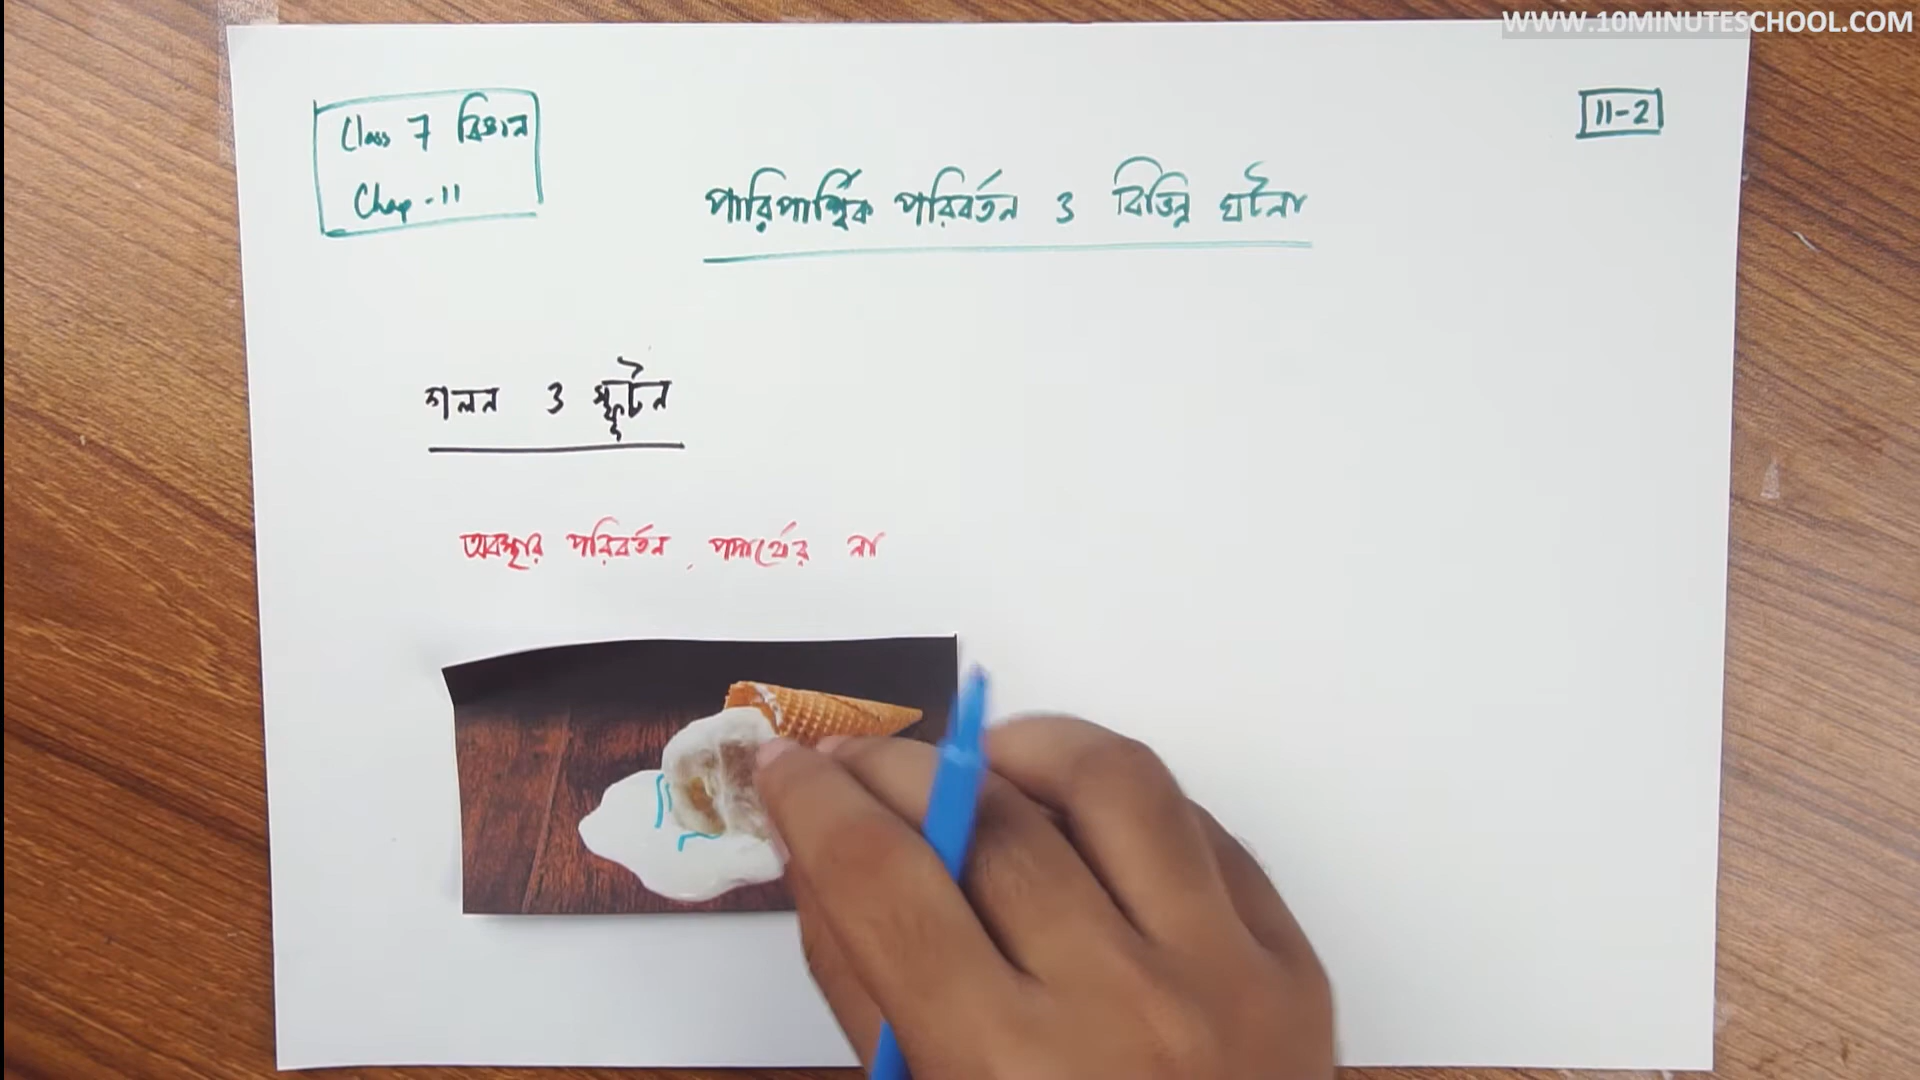 WWW.10MINUTESCHOOL.COM
Class 7 বিজ্ঞান
Chap-11
11-2
পারিপার্শ্বিক পরিবর্তন ও বিভিন্ন ঘটনা
গলন ও স্ফুটন
অবস্থার পরিবর্তন, পদার্থের না